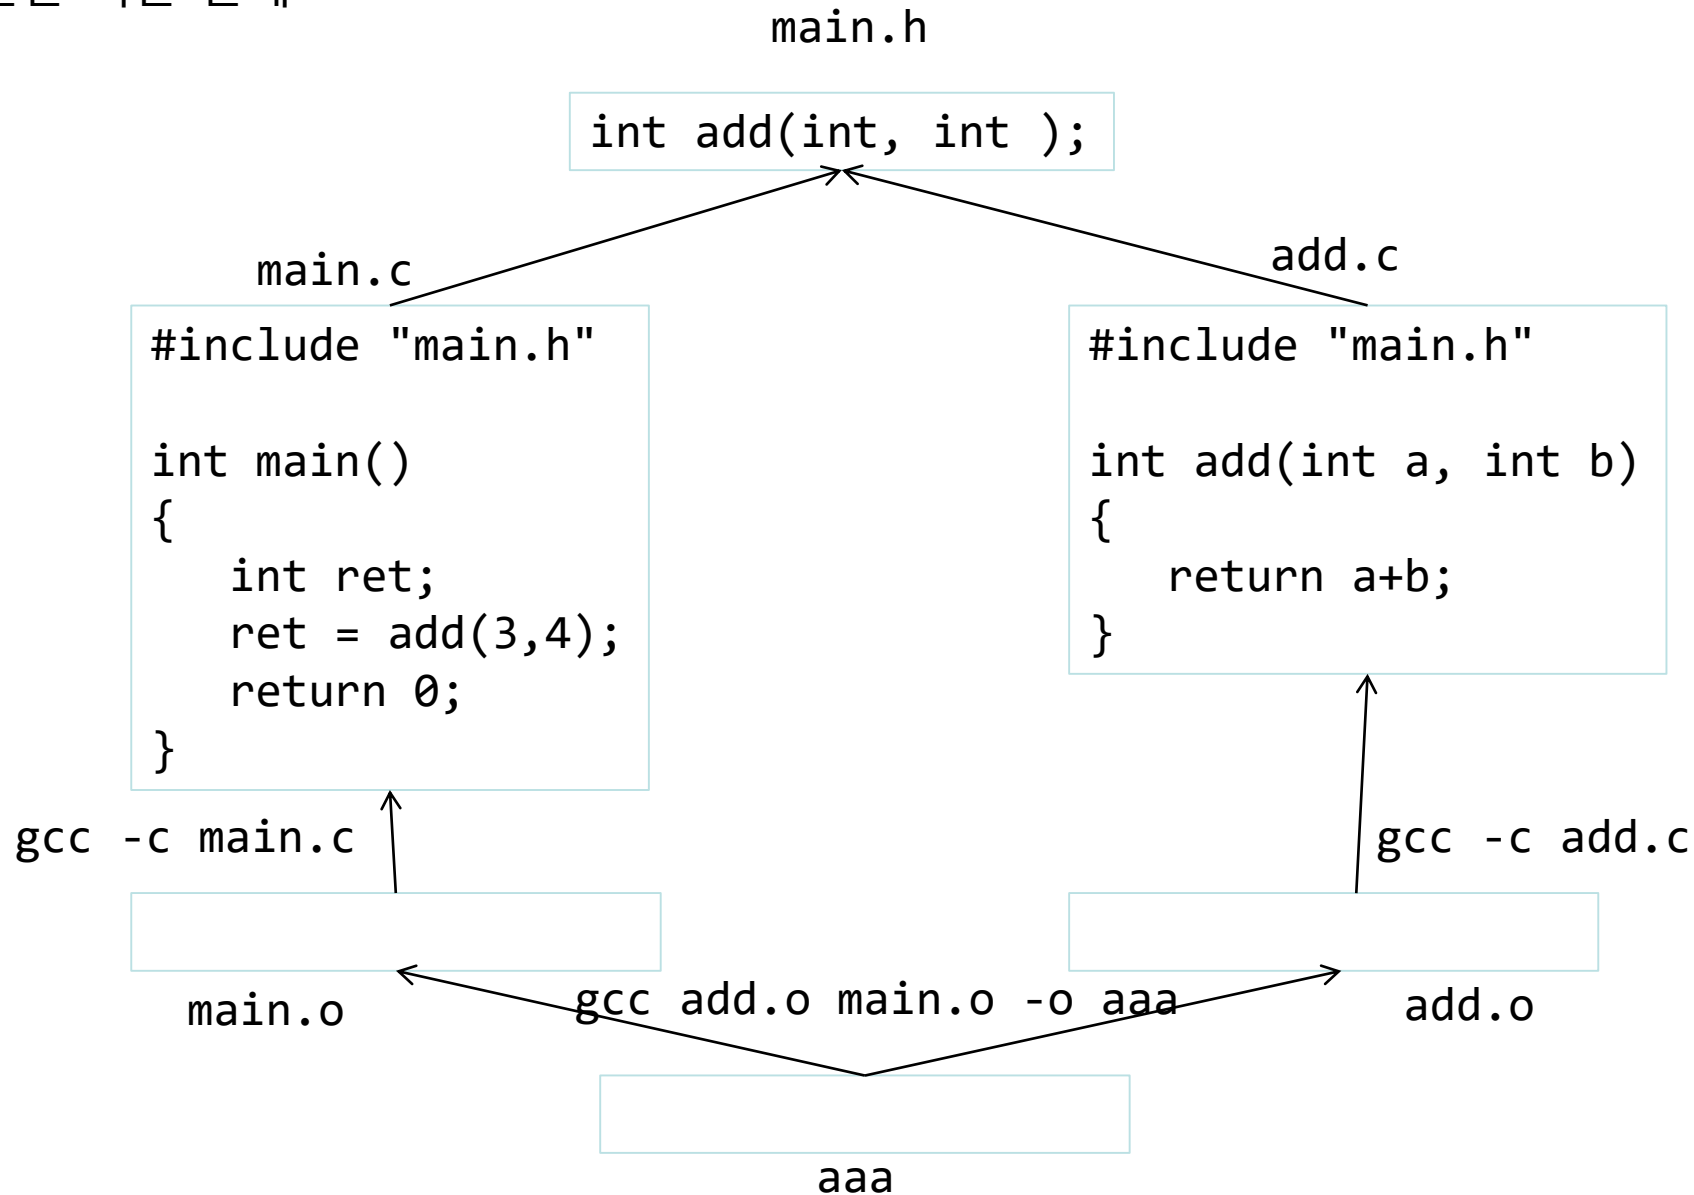 main.h
int add(int, int );
main.c
add.c
#include "main.h"
int main()
{
int ret;
ret = add(3,4);
return 0;
}
#include "main.h"
int add(int a, int b)
{
return a+b;
}
gcc -c main.c
gcc -c add.c
gcc add.o main.o -o aaa
main.o
add.o
aaa